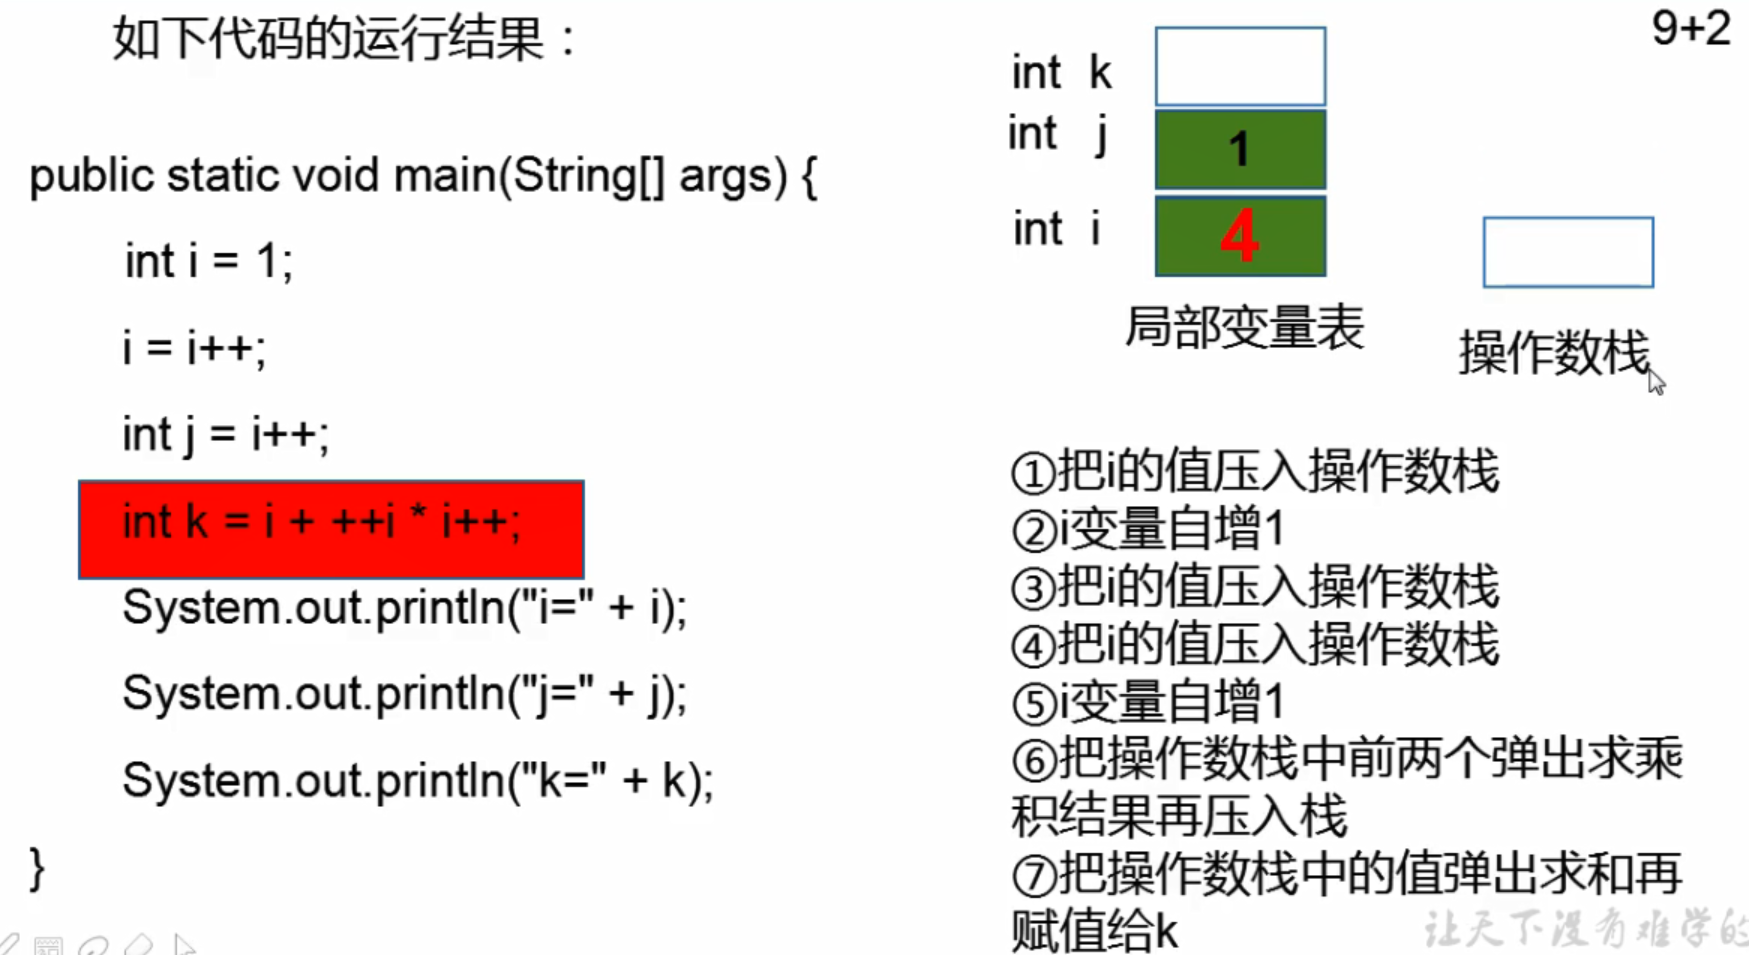 如下代码的运行结果：
public static void main(String[] args) {
int i = 1;
i = i++;
int j = i++;
int k = i + ++i * i++;
System.out.println("i=" + i);
System.out.println("j=" + j);
System.out.println("k=" + k);
}
9+2
int k
int j 1
int i 4
局部变量表
操作数栈
①把i的值压入操作数栈
②i变量自增1
③把i的值压入操作数栈
④把i的值压入操作数栈
⑤i变量自增1
⑥把操作数栈中前两个弹出求乘
积结果再压入栈
⑦把操作数栈中的值弹出求和再
赋值给k
让天下没有难学的